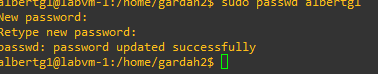 albertg1@labvm-1:/home/gardah2$ sudo passwd albertg1
New password:
Retype new password:
passwd: password updated successfully
albertg1@labvm-1:/home/gardah2$